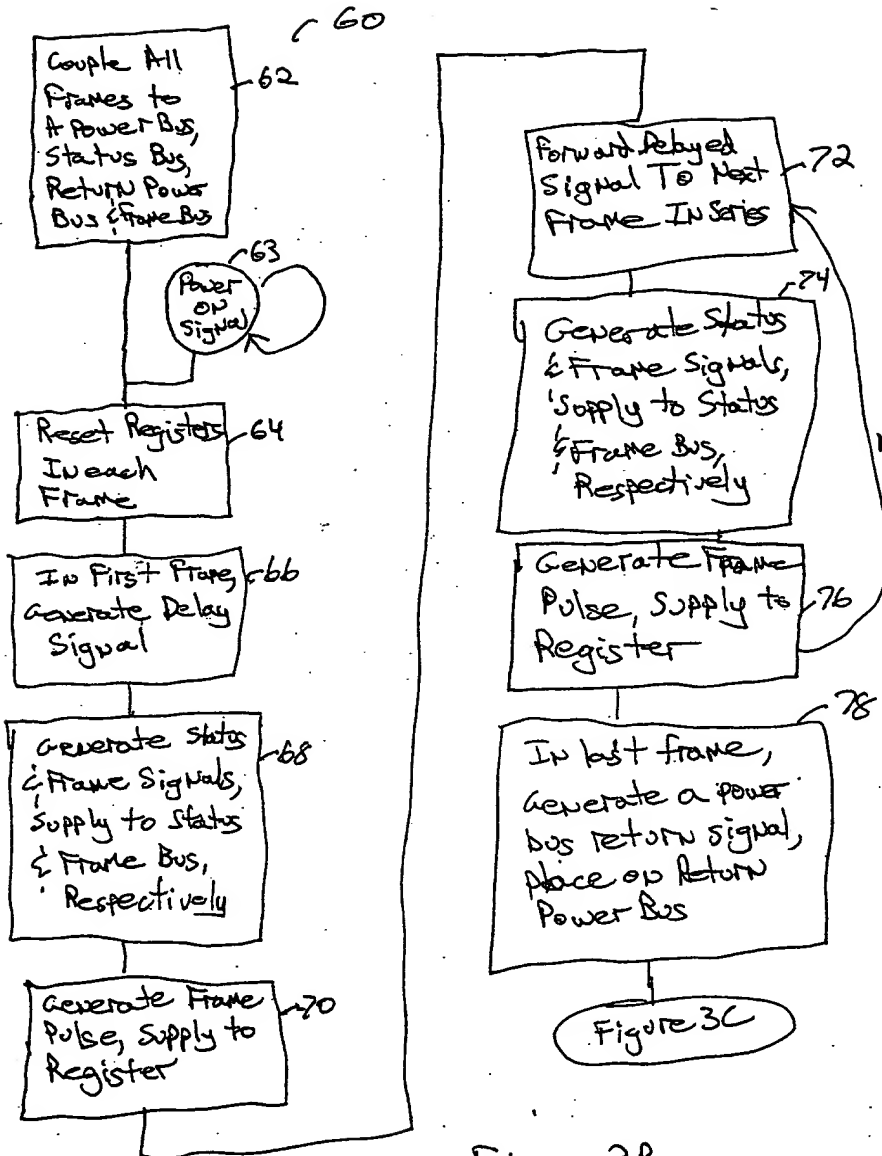 60
Couple All
Frames to
A Power Bus,
Status Bus,
Return Power
Bus & Frame Bus
62
63
Power
ON
Signal
Reset Registers
In each
Frame
64
In First Frame,
Generate Delay
Signal
66
Generate Status
& Frame Signals,
Supply to Status
& Frame Bus,
Respectively
68
Generate Frame
Pulse, Supply to
Register
70
Forward Delayed
Signal To Next
Frame In Series
72
Generate Status
& Frame Signals,
Supply to Status
& Frame Bus,
Respectively
74
Generate Frame
Pulse, Supply to
Register
76
In last frame,
Generate a power
bus return signal,
place on Return
Power Bus
78
Figure 3C